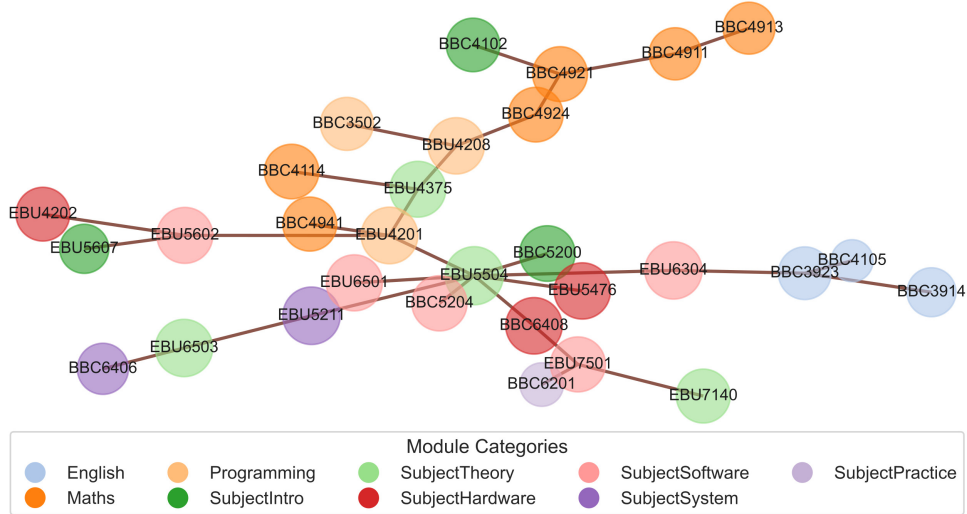 BBC4913
BBC4102
BBC4911
BBC4921
BBC4924
BBC3502
BBU4208
BBC4114
EBU4375
EBU4202
BBC4941
EBU5602
EBU4201
EBU5607
BBC5200
BBC4105
EBU5504
EBU6304
BBC3923
EBU6501
EBU5476
BBC3914
BBC5204
EBU5211
BBC6408
EBU6503
BBC6406
EBU7501
BBC6201
EBU7140
Module Categories
English
Programming
SubjectTheory
SubjectSoftware
SubjectPractice
Maths
SubjectIntro
SubjectHardware
SubjectSystem